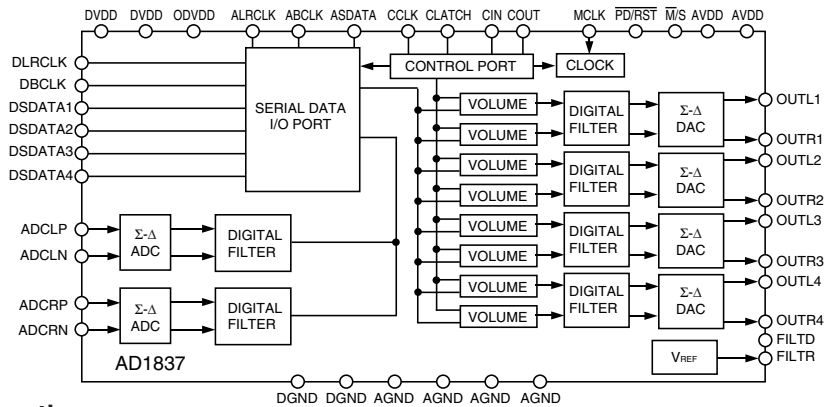 DVDD DVDD ODVDD ALRCLK ABCLK ASDATA CCLK CLATCH CIN COUT MCLK PD/RST M/S AVDD AVDD
DLRCLK
DBCLK
DSDATA1
DSDATA2
DSDATA3
DSDATA4
ADCLP
ADCLN
ADCRP
ADCRN
SERIAL DATA
I/O PORT
CONTROL PORT
CLOCK
Σ-Δ
ADC
DIGITAL
FILTER
Σ-Δ
ADC
DIGITAL
FILTER
VOLUME
VOLUME
VOLUME
VOLUME
VOLUME
VOLUME
VOLUME
VOLUME
DIGITAL
FILTER
DIGITAL
FILTER
DIGITAL
FILTER
DIGITAL
FILTER
Σ-Δ
DAC
Σ-Δ
DAC
Σ-Δ
DAC
Σ-Δ
DAC
OUTL1
OUTR1
OUTL2
OUTR2
OUTL3
OUTR3
OUTL4
OUTR4
FILTD
FILTR
VREF
AD1837
DGND DGND AGND AGND AGND AGND